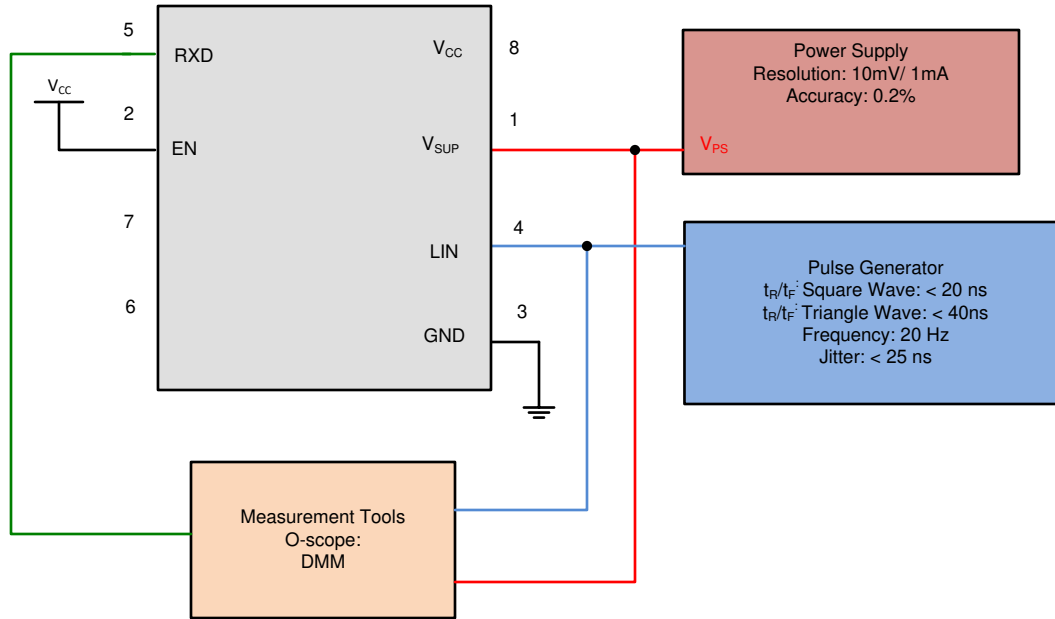 5
RXD
VCC
8
VCC
2
EN
1
VSUP
7
4
LIN
6
3
GND
Power Supply
Resolution: 10mV/ 1mA
Accuracy: 0.2%
VPS
Pulse Generator
tR/tF: Square Wave: < 20 ns
tR/tF: Triangle Wave: < 40ns
Frequency: 20 Hz
Jitter: < 25 ns
Measurement Tools
O-scope:
DMM